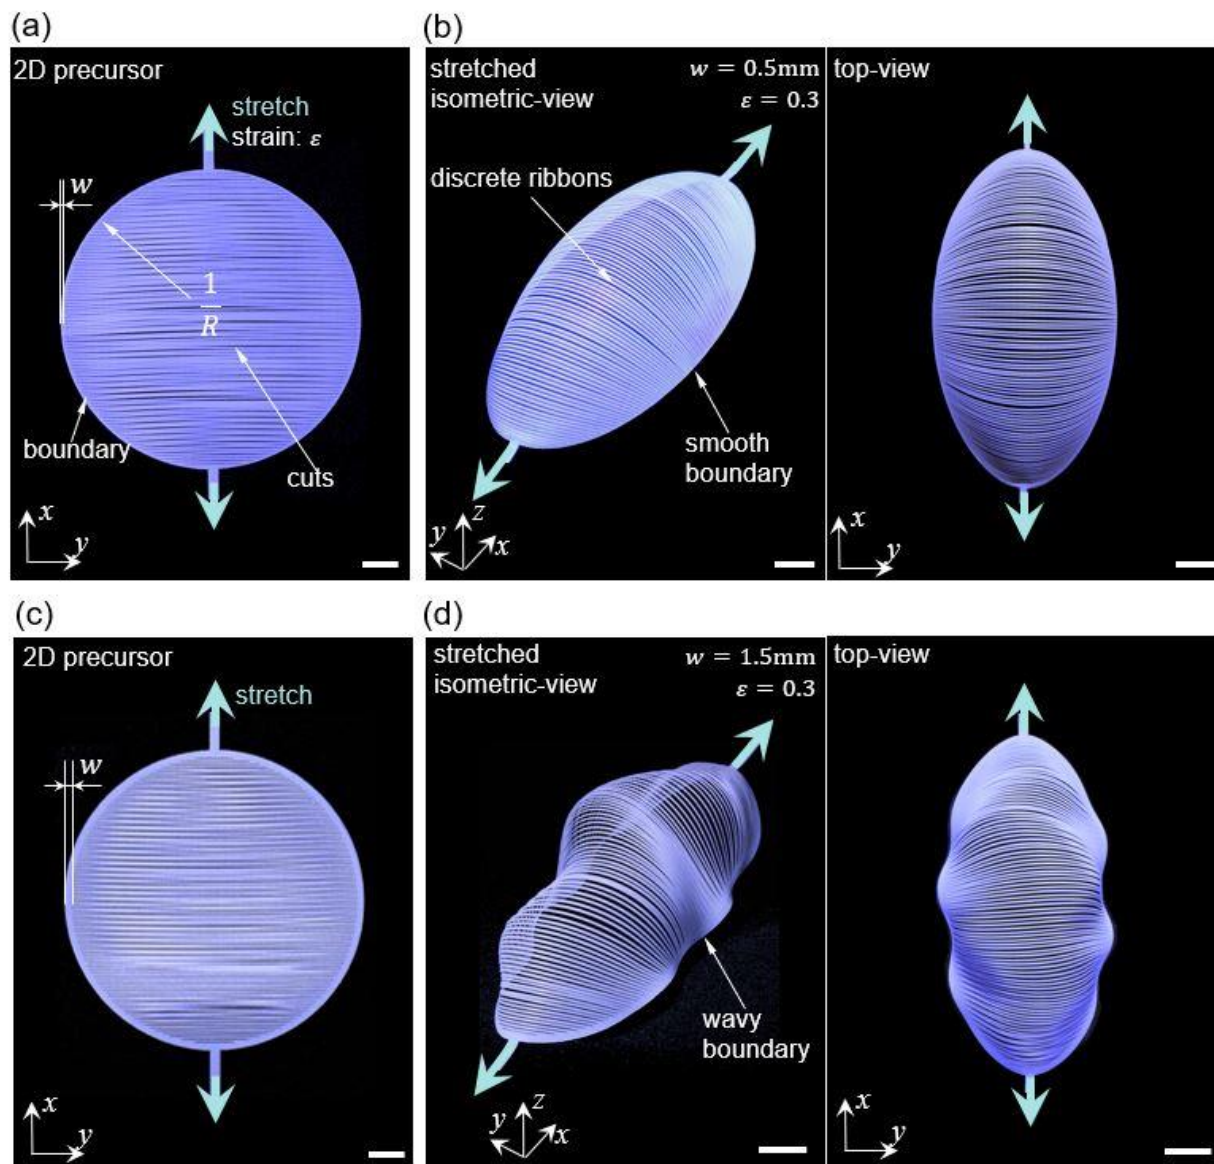 (a)
2D precursor
stretch
strain: ε
w
1
R
boundary
cuts
x
y
(b)
stretched
isometric-view
w = 0.5mm
ε = 0.3
discrete ribbons
smooth
boundary
y
z
x
top-view
x
y
(c)
2D precursor
stretch
w
x
y
(d)
stretched
isometric-view
w = 1.5mm
ε = 0.3
wavy
boundary
y
z
x
top-view
x
y